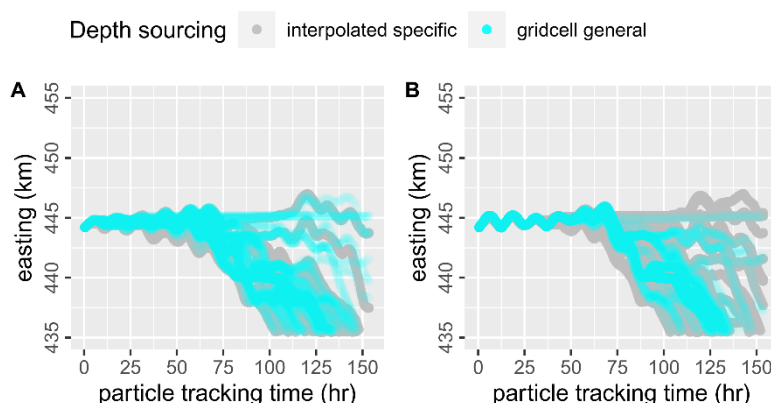 Depth sourcing interpolated specific gridcell general
A B
455
450
445
440
435
easting (km)
0 25 50 75 100 125 150
particle tracking time (hr)
455
450
445
440
435
easting (km)
0 25 50 75 100 125 150
particle tracking time (hr)